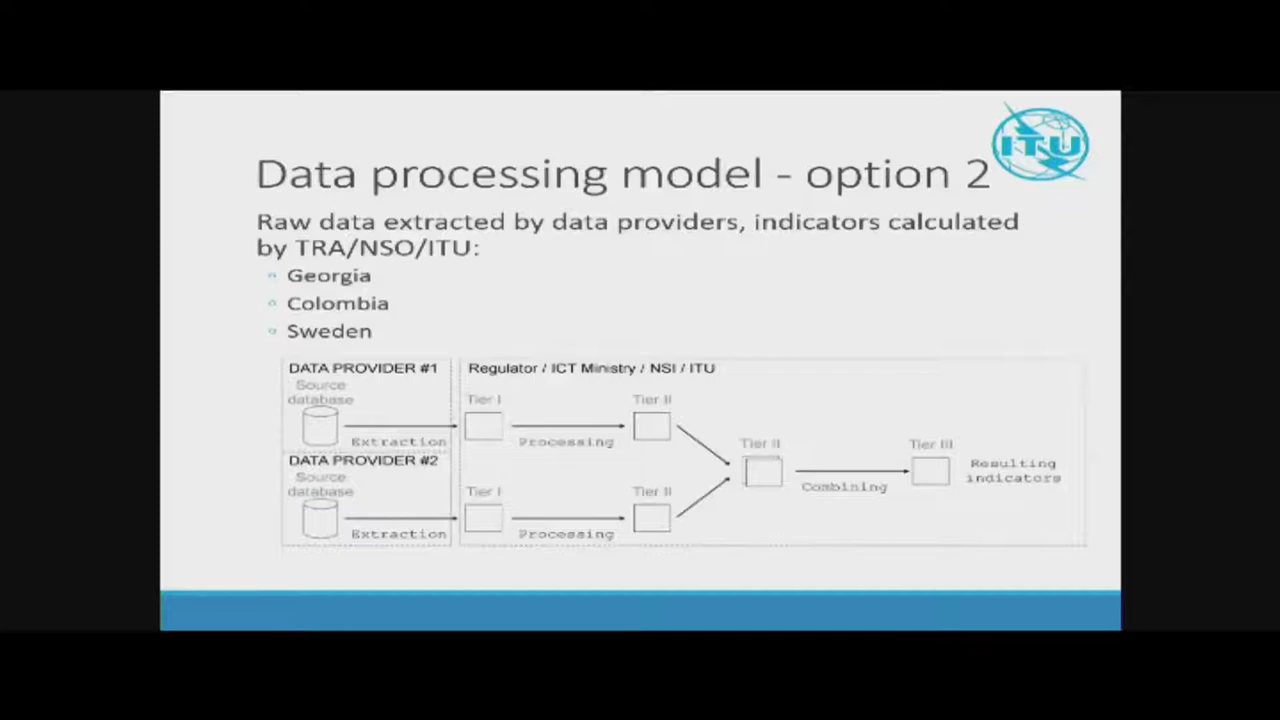 ITU
Data processing model - option 2
Raw data extracted by data providers, indicators calculated
by TRA/NSO/ITU:
Georgia
Colombia
Sweden
DATA PROVIDER #1
Regulator / ICT Ministry / NSI / ITU
Source
database
Tier I
Tier II
Extraction
Processing
Tier II
Tier III
Combining
Resulting
indicators
DATA PROVIDER #2
Source
database
Tier I
Tier II
Extraction
Processing